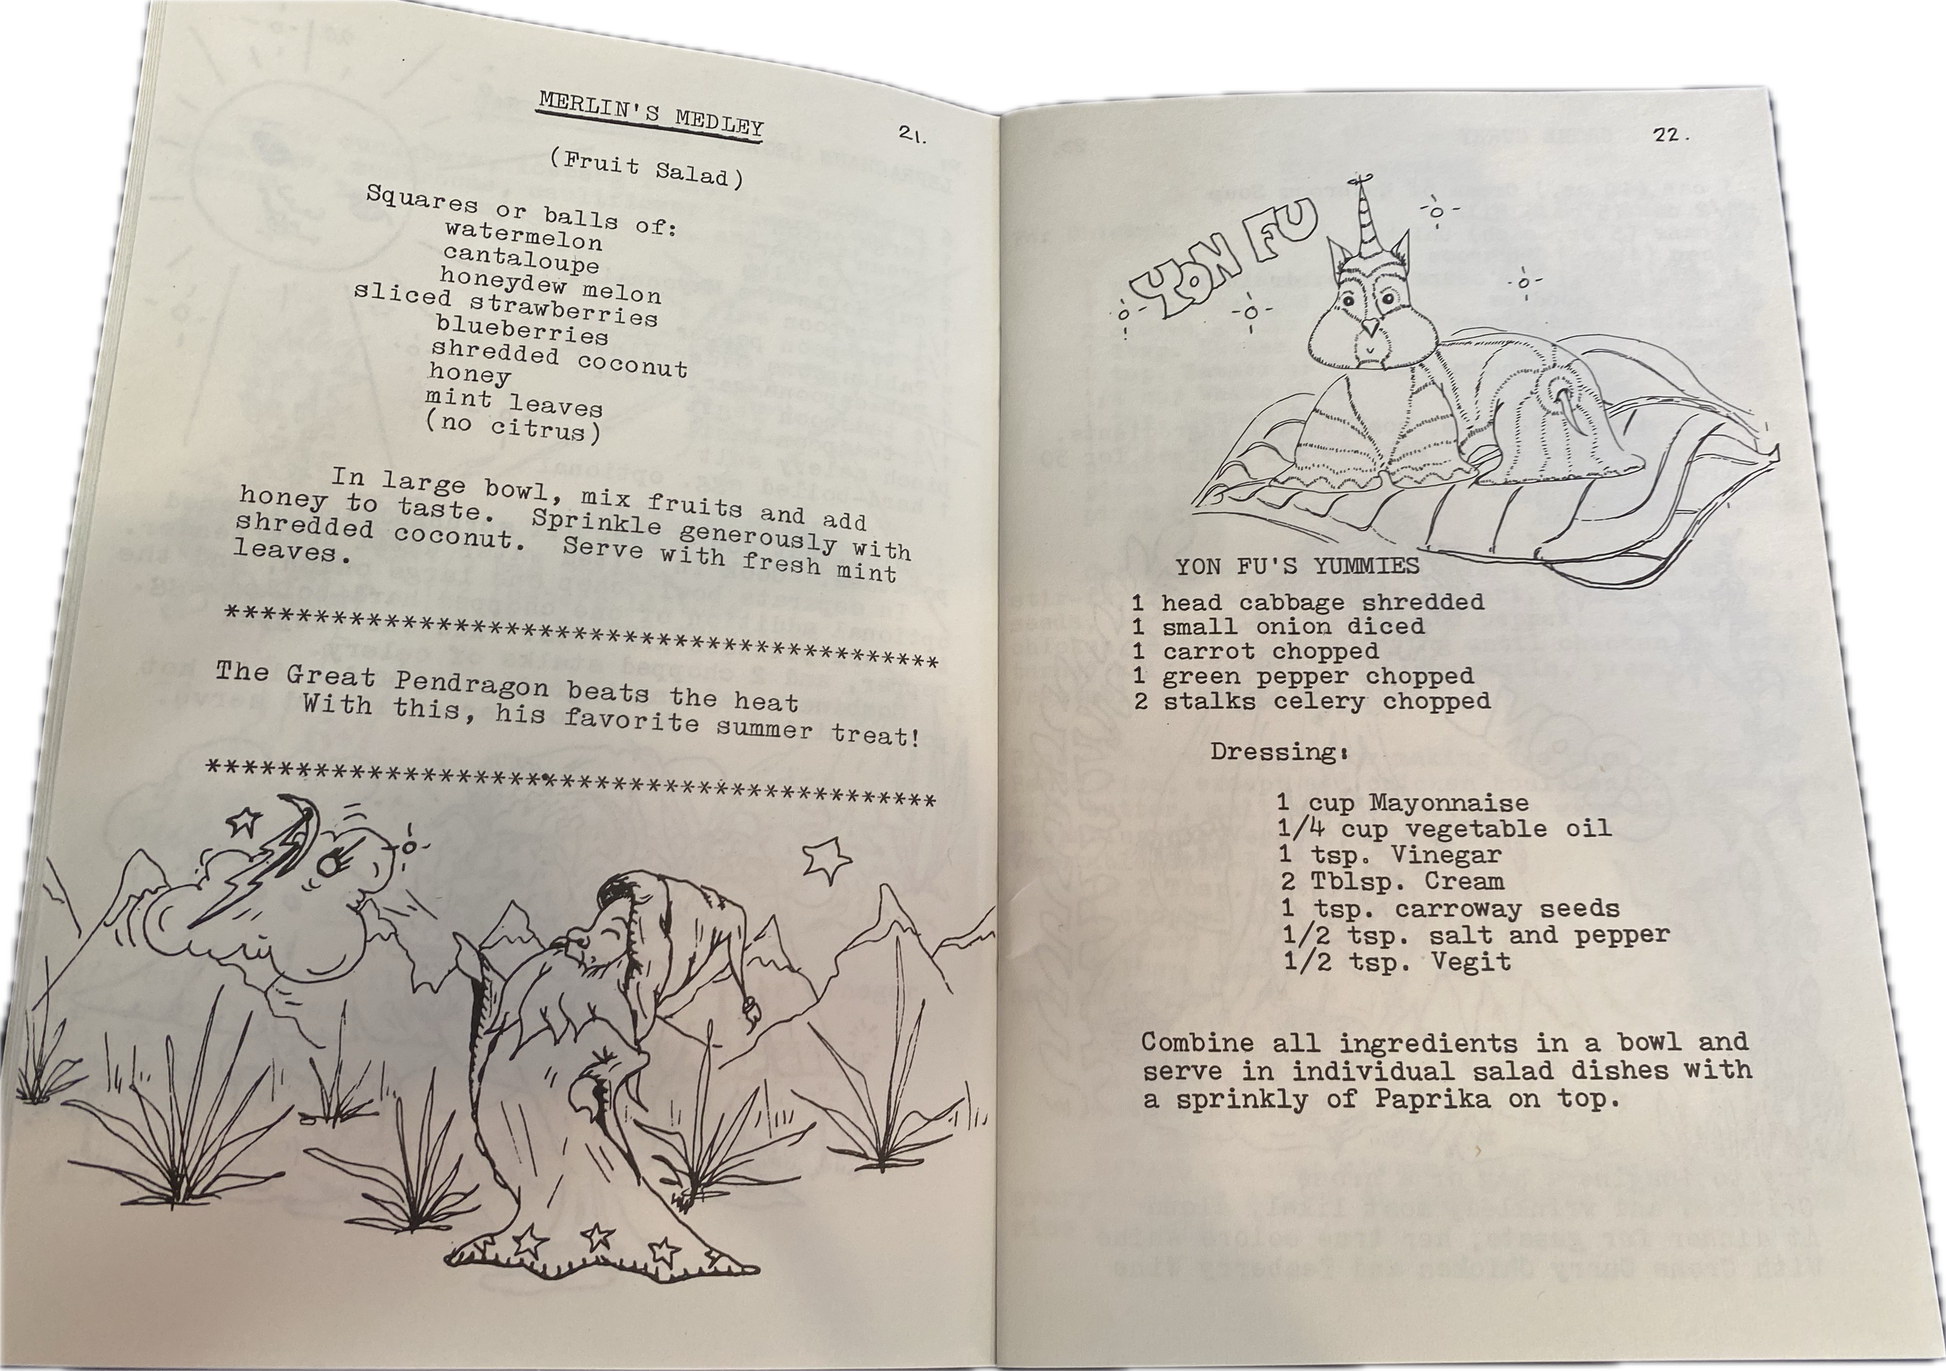 MERLIN'S MEDLEY
21.
(Fruit Salad)
Squares or balls of:
watermelon
cantaloupe
honeydew melon
sliced strawberries
blueberries
shredded coconut
honey
mint leaves
(no citrus)
In large bowl, mix fruits and add
honey to taste. Sprinkle generously with
shredded coconut. Serve with fresh mint
leaves.
****************************************
The Great Pendragon beats the heat
With this, his favorite summer treat!
****************************************
22.
YON FU
YON FU'S YUMMIES
1 head cabbage shredded
1 small onion diced
1 carrot chopped
1 green pepper chopped
2 stalks celery chopped
Dressing:
1 cup Mayonnaise
1/4 cup vegetable oil
1 tsp. Vinegar
2 Tblsp. Cream
1 tsp. carroway seeds
1/2 tsp. salt and pepper
1/2 tsp. Vegit
Combine all ingredients in a bowl and
serve in individual salad dishes with
a sprinkly of Paprika on top.